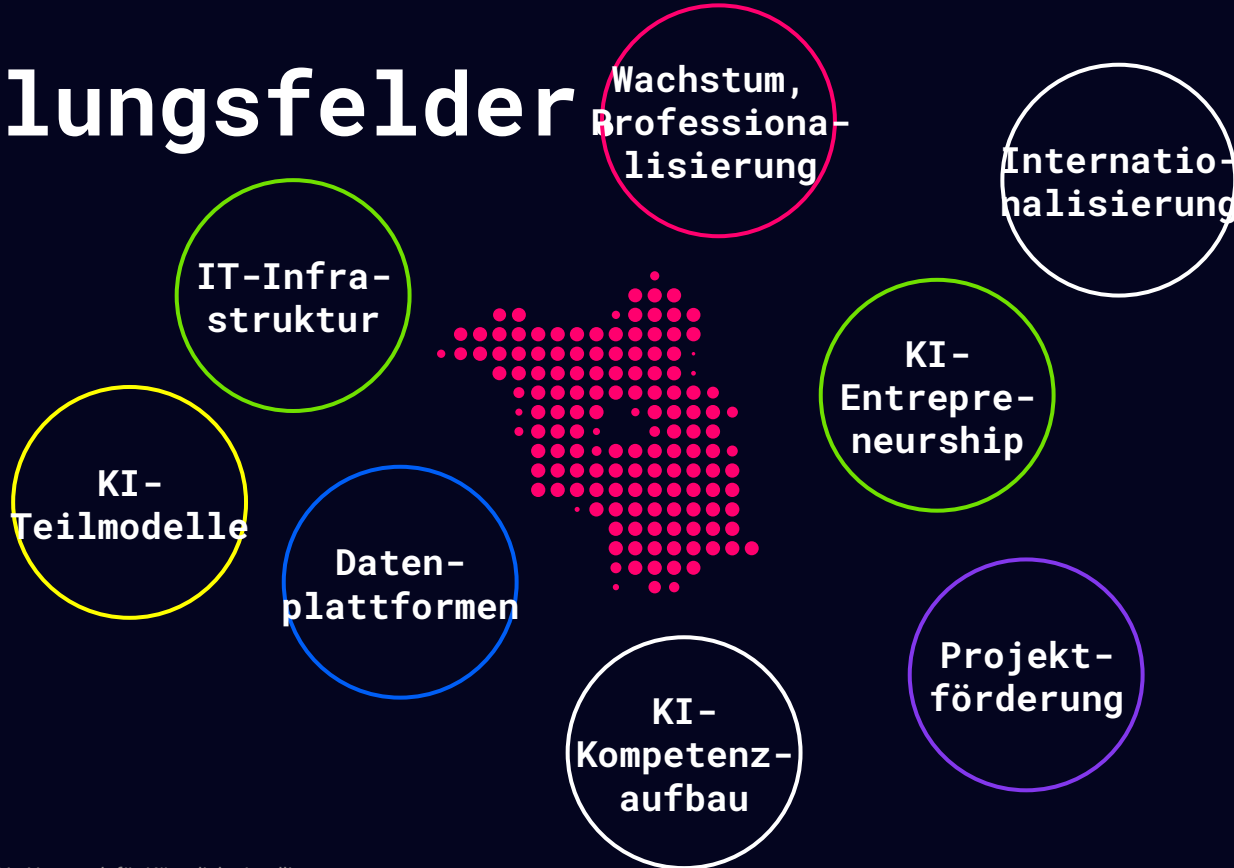 lungsfelder
Wachstum,
Professiona-
lisierung
Internatio-
nalisierung
IT-Infra-
struktur
KI-
Entrepre-
neurship
KI-
Teilmodelle
Daten-
plattformen
Projekt-
förderung
KI-
Kompetenz-
aufbau